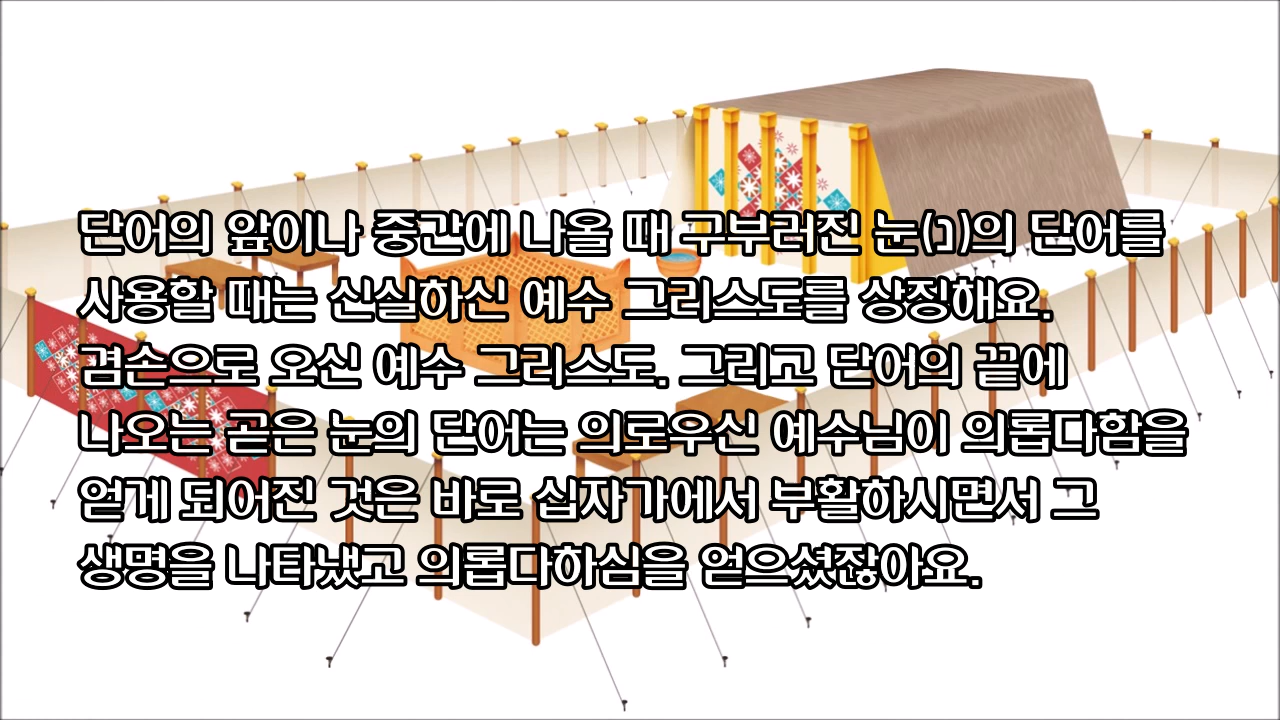 단어의 앞이나 중간에 나올 때 구부러진 눈(נ)의 단어를
사용할 때는 신실하신 예수 그리스도를 상징해요.
겸손으로 오신 예수 그리스도. 그리고 단어의 끝에
나오는 곧은 눈의 단어는 의로우신 예수님이 의롭다함을
얻게 되어진 것은 바로 십자가에서 부활하시면서 그
생명을 나타냈고 의롭다하심을 얻으셨잖아요.